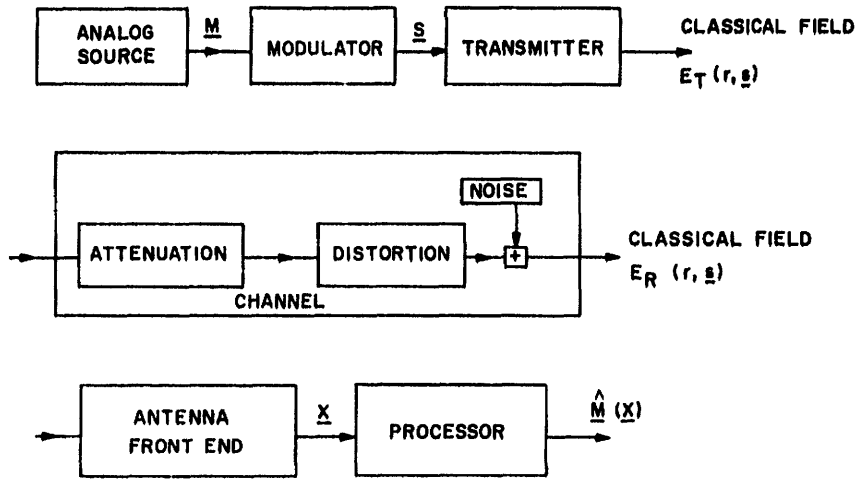 ANALOG
SOURCE
M
MODULATOR
S
TRANSMITTER
CLASSICAL FIELD
E_T (r, s)
NOISE
ATTENUATION
DISTORTION
+
CHANNEL
CLASSICAL FIELD
E_R (r, s)
ANTENNA
FRONT END
X
PROCESSOR
M̂ (X)